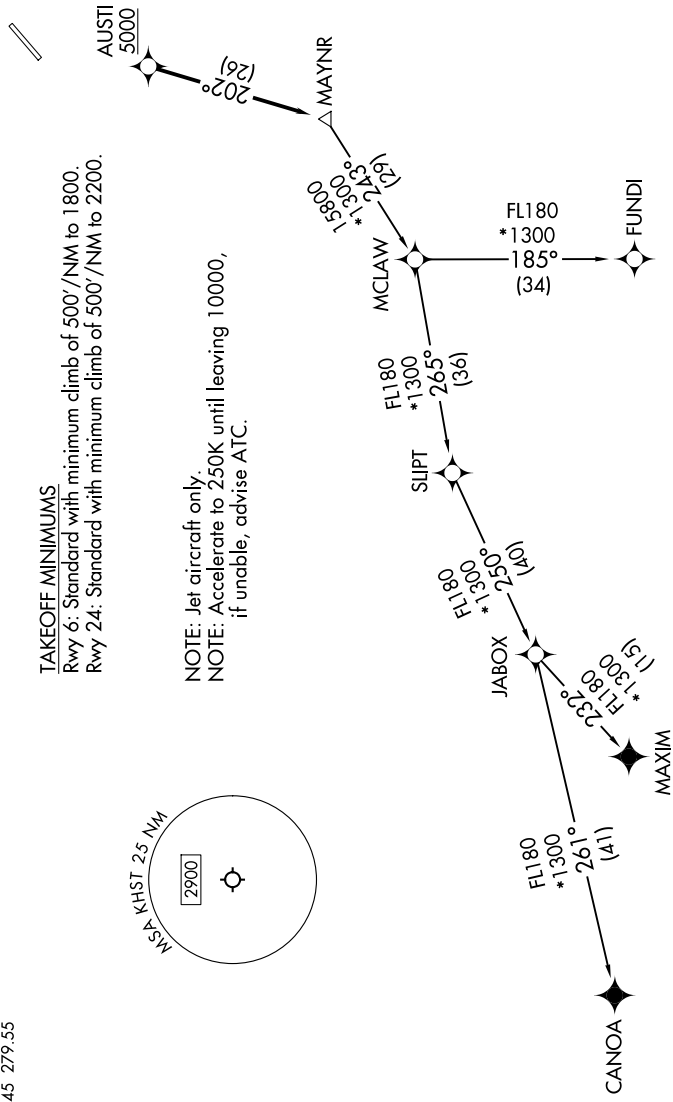 45 279.55
TAKEOFF MINIMUMS
Rwy 6: Standard with minimum climb of 500'/NM to 1800.
Rwy 24: Standard with minimum climb of 500'/NM to 2200.
NOTE: Jet aircraft only.
NOTE: Accelerate to 250K until leaving 10000,
if unable, advise ATC.
MSA KHST 25 NM
2900
AUSTI
5000
202°
(26)
MAYNR
15800
*1300
243°
(29)
MCLAW
FL180
*1300
185°
(34)
FUNDI
FL180
*1300
265°
(36)
SLIPT
FL180
*1300
250°
(40)
JABOX
232°
FL180
*1300
(15)
MAXIM
FL180
*1300
261°
(41)
CANOA